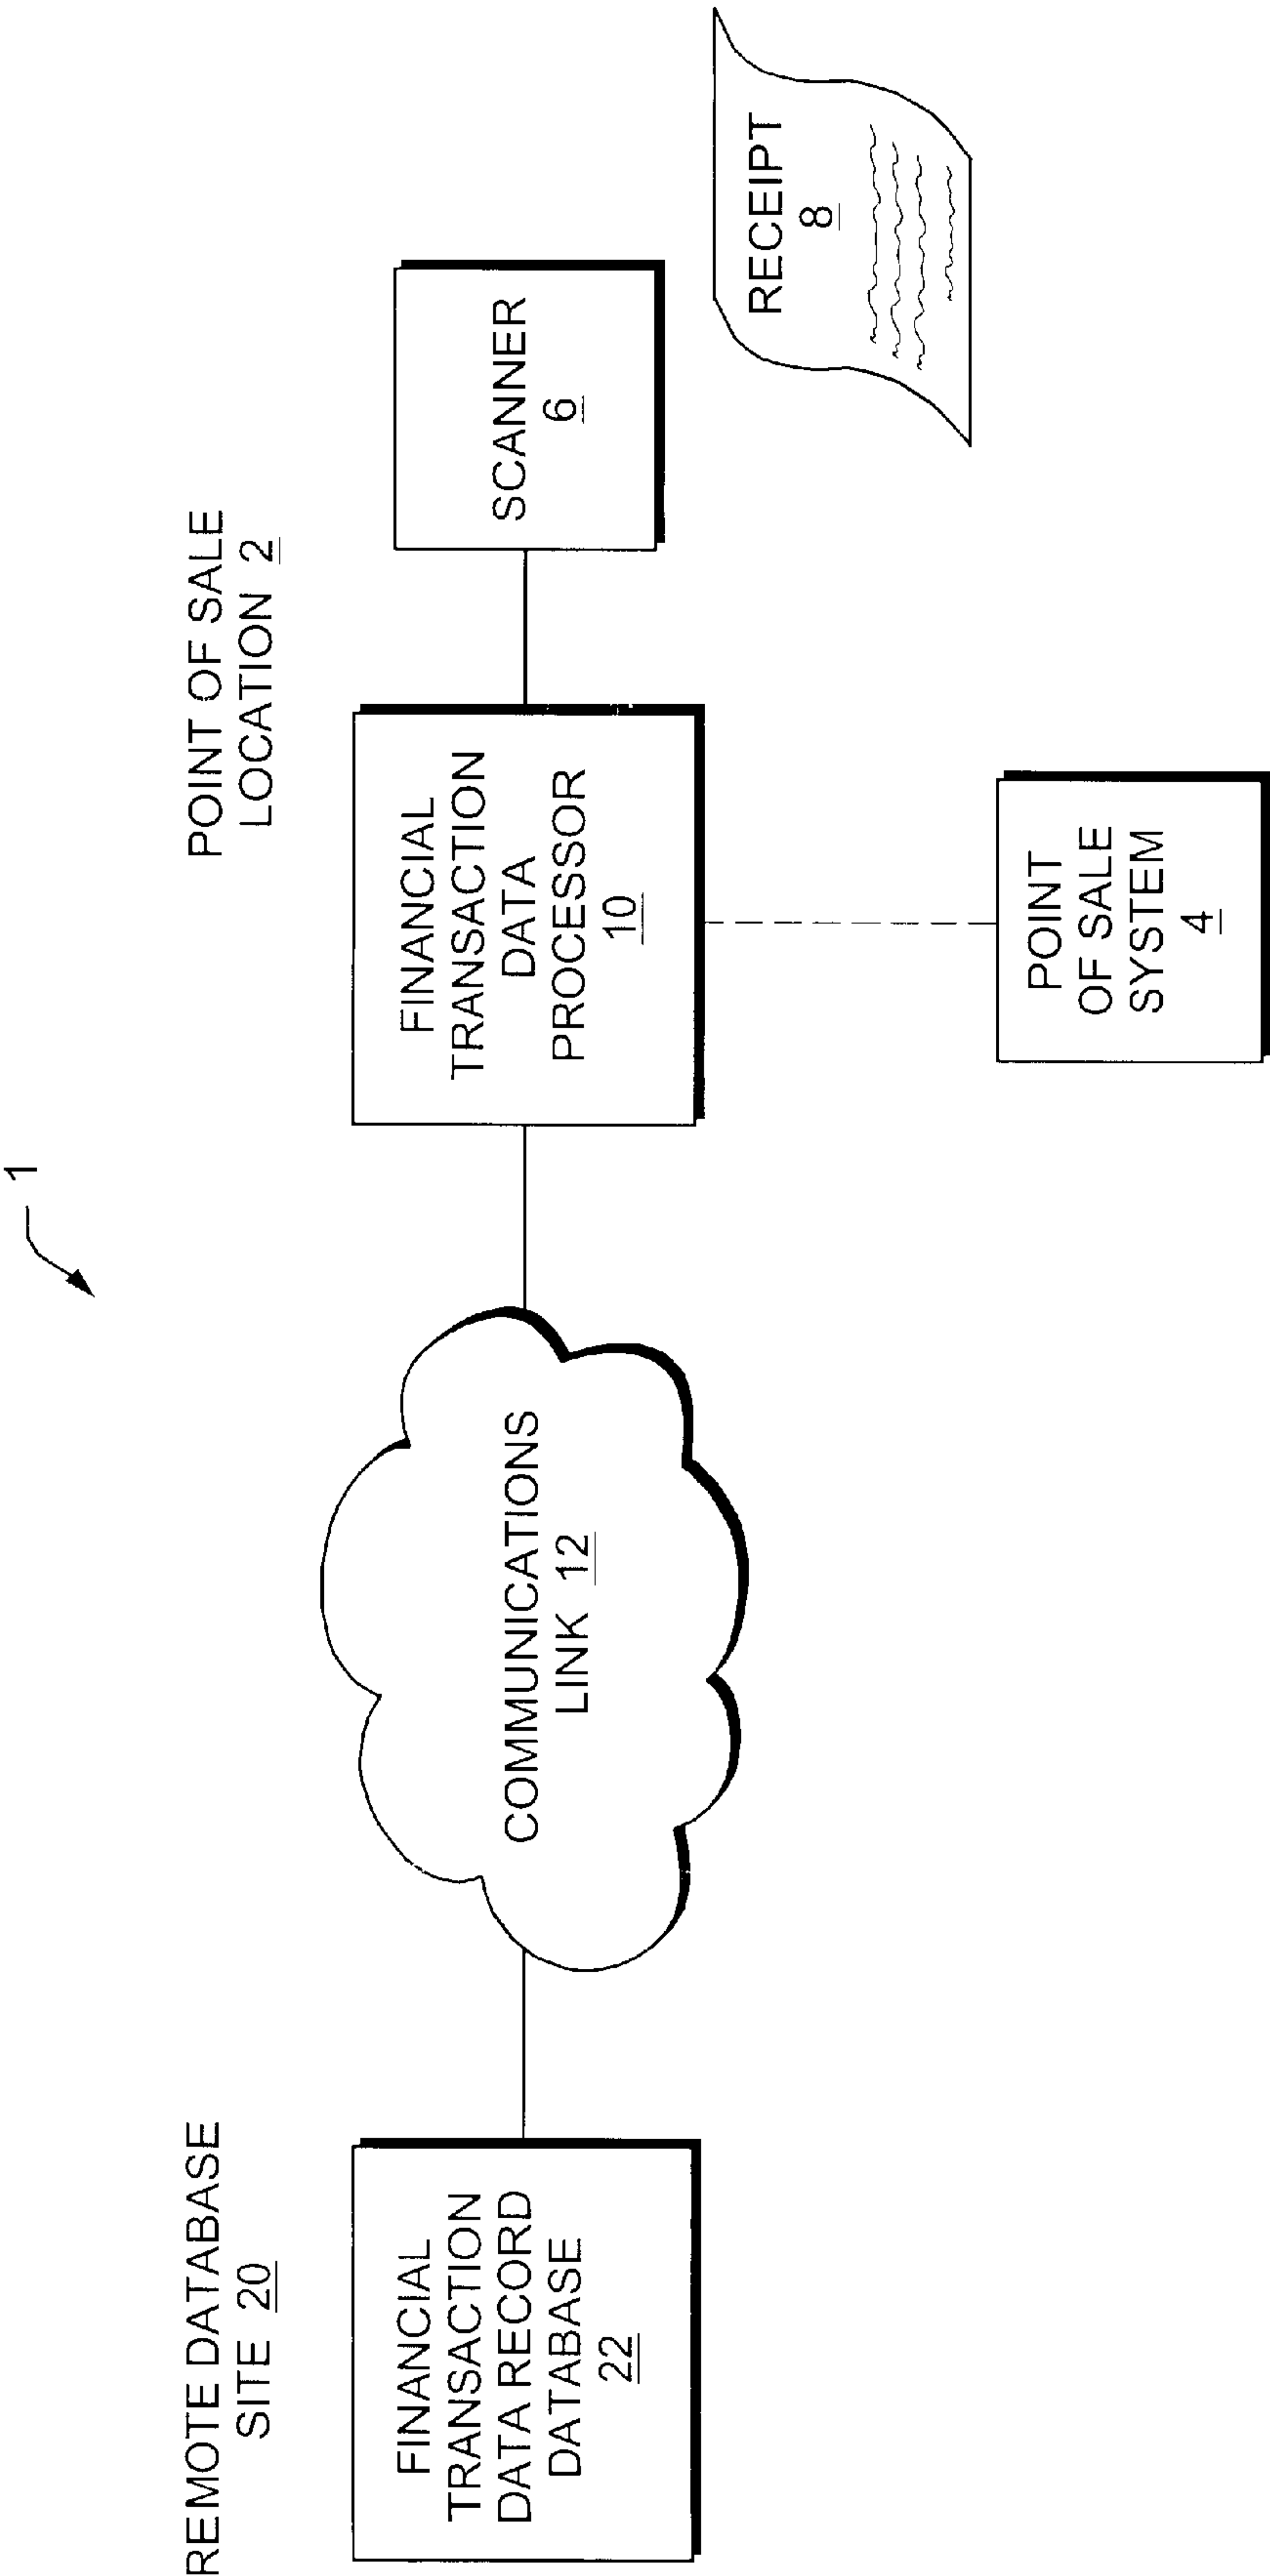 1
REMOTE DATABASE
SITE 20
POINT OF SALE
LOCATION 2
FINANCIAL
TRANSACTION
DATA RECORD
DATABASE
22
COMMUNICATIONS
LINK 12
FINANCIAL
TRANSACTION
DATA
PROCESSOR
10
SCANNER
6
RECEIPT
8
POINT
OF SALE
SYSTEM
4